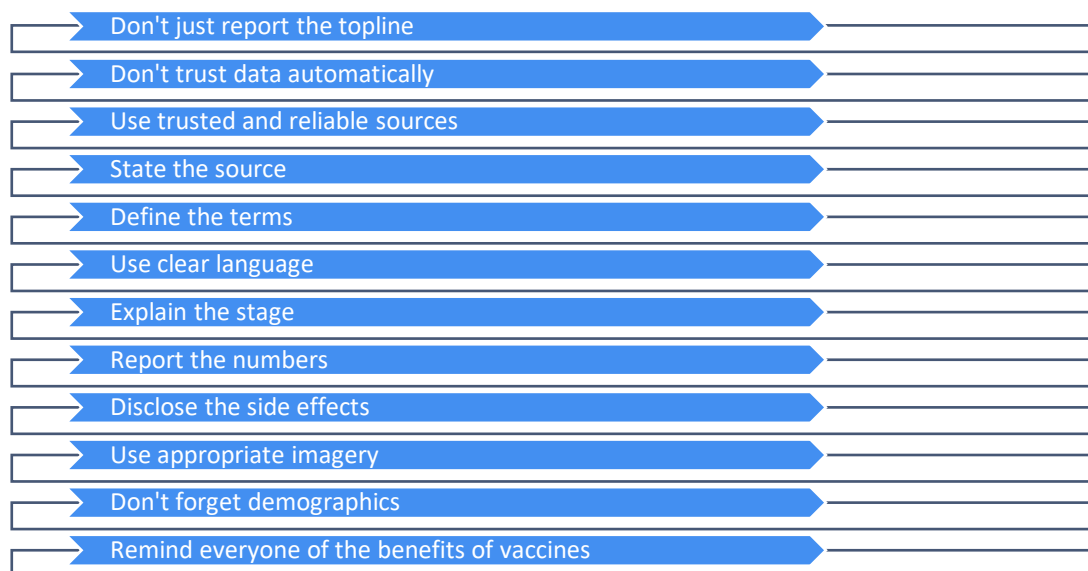 Don't just report the topline
Don't trust data automatically
Use trusted and reliable sources
State the source
Define the terms
Use clear language
Explain the stage
Report the numbers
Disclose the side effects
Use appropriate imagery
Don't forget demographics
Remind everyone of the benefits of vaccines